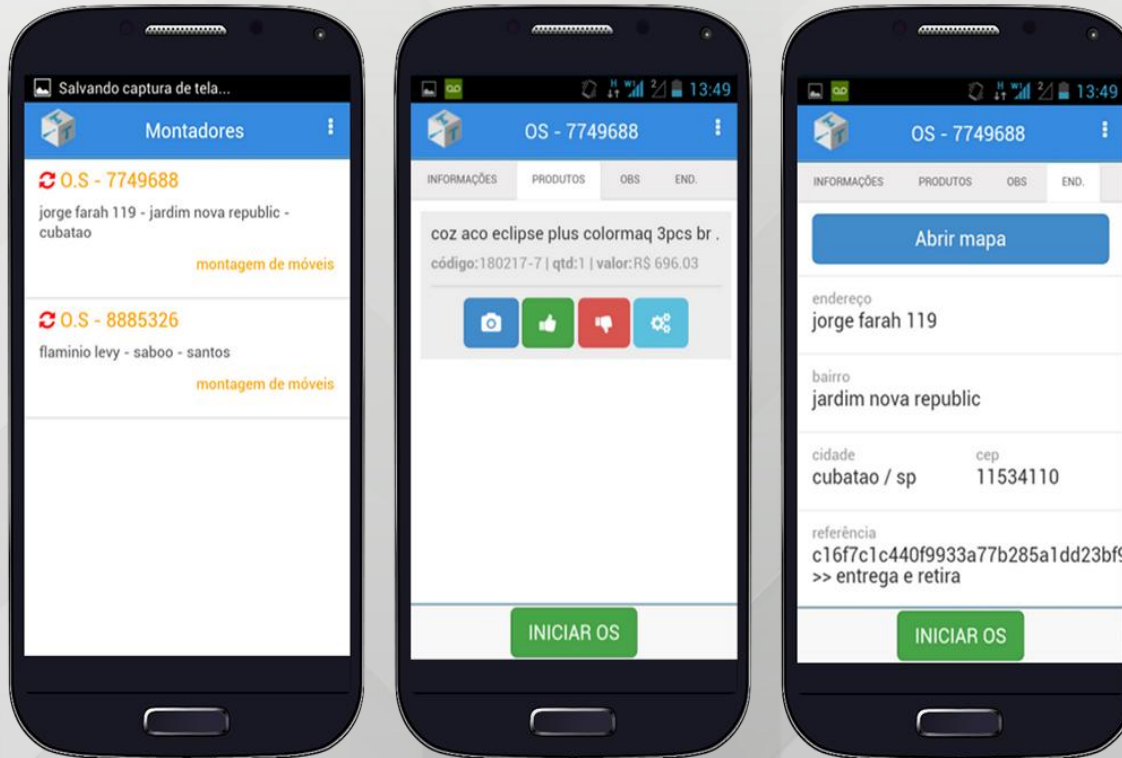 Salvando captura de tela...
Montadores
O.S - 7749688
jorge farah 119 - jardim nova republic -
cubatao
montagem de móveis
O.S - 8885326
flaminio levy - saboo - santos
montagem de móveis
13:49
OS - 7749688
INFORMAÇÕES PRODUTOS OBS END.
coz aco eclipse plus colormaq 3pcs br .
código:180217-7 | qtd:1 | valor:R$ 696.03
INICIAR OS
13:49
OS - 7749688
INFORMAÇÕES PRODUTOS OBS END.
Abrir mapa
endereço
jorge farah 119
bairro
jardim nova republic
cidade cep
cubatao / sp 11534110
referência
c16f7c1c440f9933a77b285a1dd23bf9
>> entrega e retira
INICIAR OS